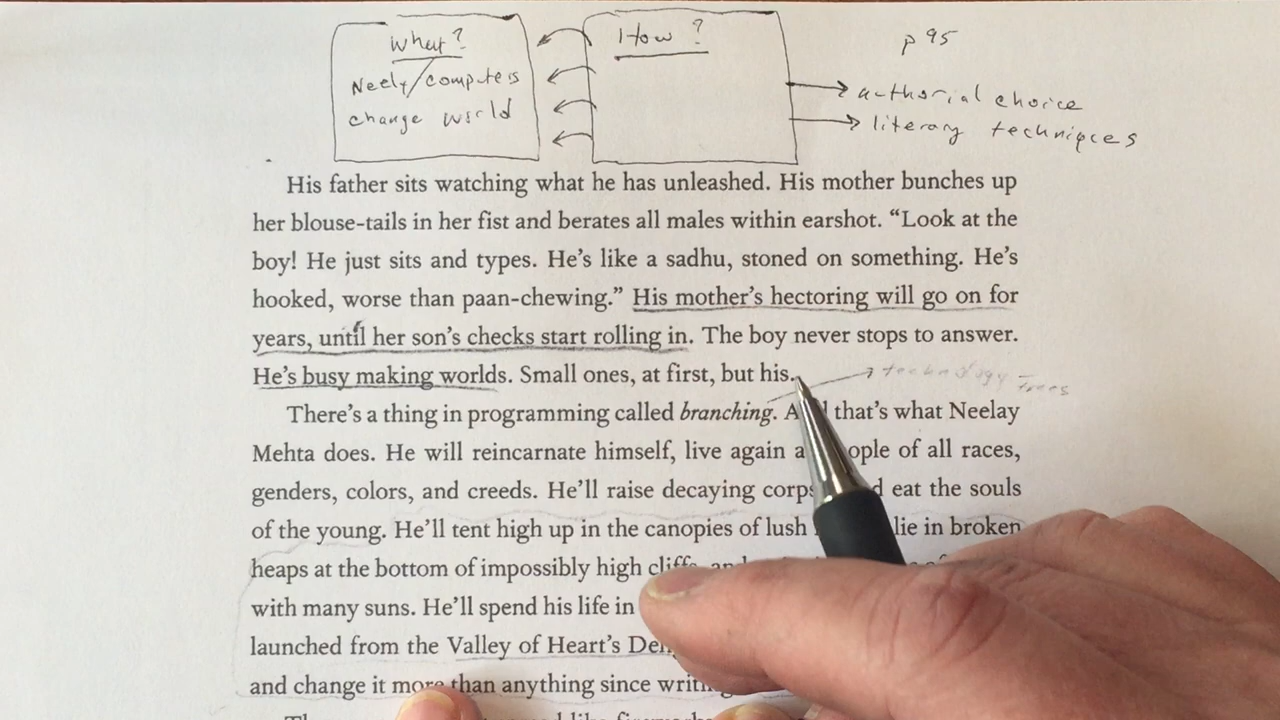 What? How ? p 95
Neely/computers authorial choice
change world literary techniques
His father sits watching what he has unleashed. His mother bunches up
her blouse-tails in her fist and berates all males within earshot. “Look at the
boy! He just sits and types. He’s like a sadhu, stoned on something. He’s
hooked, worse than paan-chewing.” His mother’s hectoring will go on for
years, until her son’s checks start rolling in. The boy never stops to answer.
He’s busy making worlds. Small ones, at first, but his.
technology trees
There’s a thing in programming called branching. that’s what Neelay
Mehta does. He will reincarnate himself, live again of all races,
genders, colors, and creeds. He’ll raise decaying eat the souls
of the young. He’ll tent high up in the canopies of lush lie in broken
heaps at the bottom of impossibly high
with many suns. He’ll spend his life in
launched from the Valley of Heart’s
and change it more than anything since